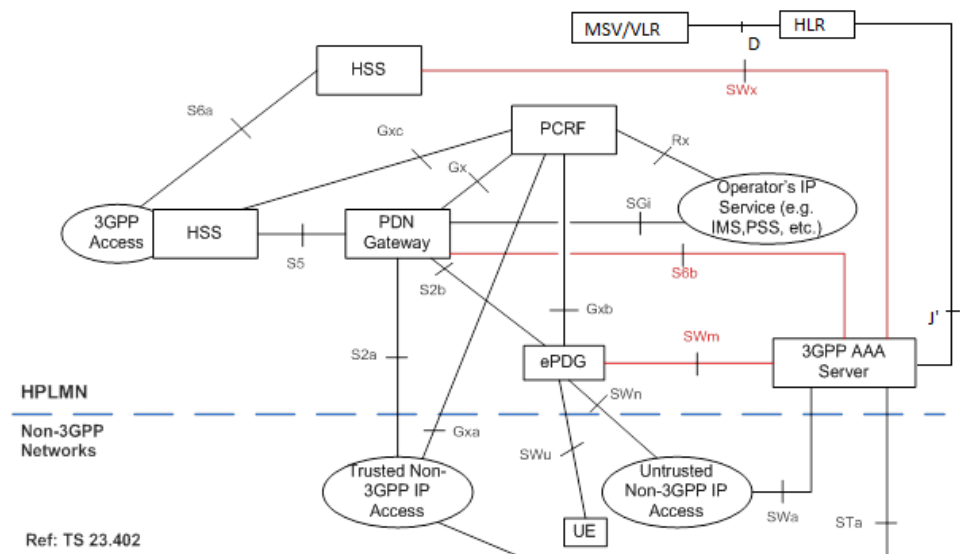 MSV/VLR
D
HLR
HSS
SWx
S6a
PCRF
Gxc
Gx
Rx
3GPP
Access
HSS
S5
PDN
Gateway
SGi
Operator's IP
Service (e.g.
IMS,PSS, etc.)
S2b
S6b
S2a
Gxb
J'
ePDG
SWm
3GPP AAA
Server
HPLMN
SWn
Non-3GPP
Networks
Gxa
SWu
Trusted Non-
3GPP IP
Access
Untrusted
Non-3GPP IP
Access
SWa
STa
UE
Ref: TS 23.402